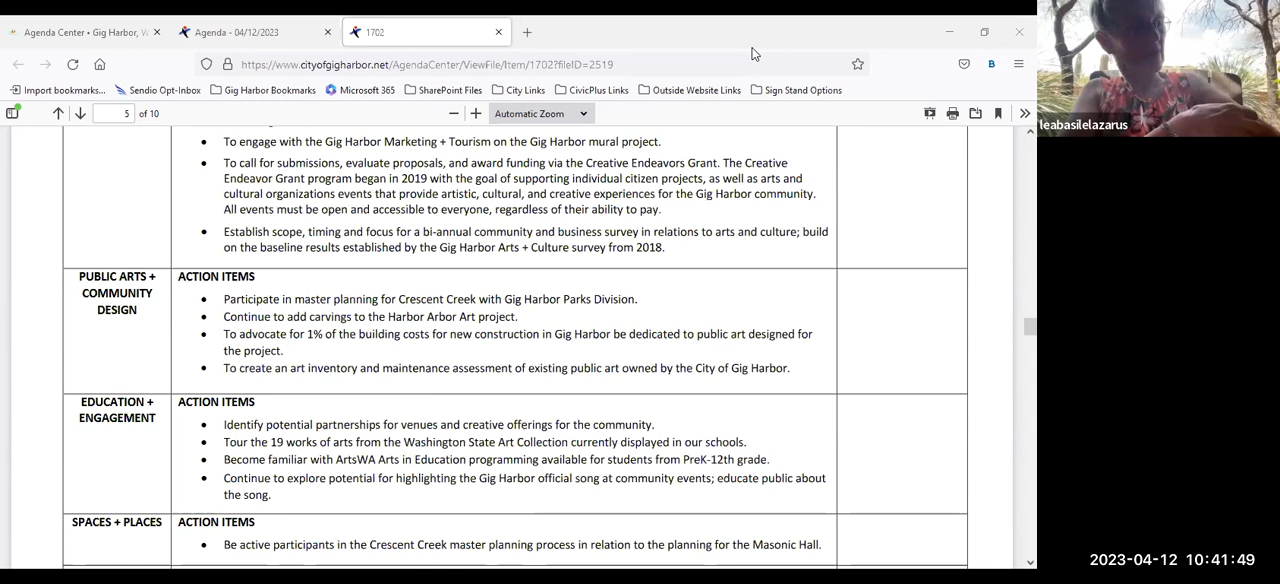 Agenda Center • Gig Harbor, W
Agenda - 04/12/2023
1702
https://www.cityofgigharbor.net/AgendaCenter/ViewFile/Item/1702?fileID=2519
Import bookmarks...
Sendio Opt-Inbox
Gig Harbor Bookmarks
Microsoft 365
SharePoint Files
City Links
CivicPlus Links
Outside Website Links
Sign Stand Options
5 of 10
Automatic Zoom
leabasilelazarus
• To engage with the Gig Harbor Marketing + Tourism on the Gig Harbor mural project.
• To call for submissions, evaluate proposals, and award funding via the Creative Endeavors Grant. The Creative
Endeavor Grant program began in 2019 with the goal of supporting individual citizen projects, as well as arts and
cultural organizations events that provide artistic, cultural, and creative experiences for the Gig Harbor community.
All events must be open and accessible to everyone, regardless of their ability to pay.
• Establish scope, timing and focus for a bi-annual community and business survey in relations to arts and culture; build
on the baseline results established by the Gig Harbor Arts + Culture survey from 2018.
PUBLIC ARTS +
COMMUNITY
DESIGN
ACTION ITEMS
• Participate in master planning for Crescent Creek with Gig Harbor Parks Division.
• Continue to add carvings to the Harbor Arbor Art project.
• To advocate for 1% of the building costs for new construction in Gig Harbor be dedicated to public art designed for
the project.
• To create an art inventory and maintenance assessment of existing public art owned by the City of Gig Harbor.
EDUCATION +
ENGAGEMENT
ACTION ITEMS
• Identify potential partnerships for venues and creative offerings for the community.
• Tour the 19 works of arts from the Washington State Art Collection currently displayed in our schools.
• Become familiar with ArtsWA Arts in Education programming available for students from PreK-12th grade.
• Continue to explore potential for highlighting the Gig Harbor official song at community events; educate public about
the song.
SPACES + PLACES
ACTION ITEMS
• Be active participants in the Crescent Creek master planning process in relation to the planning for the Masonic Hall.
2023-04-12 10:41:49